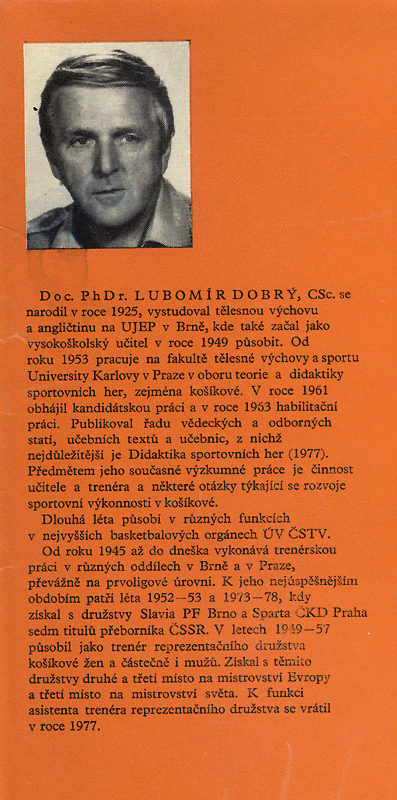 Doc. PhDr. LUBOMÍR DOBRÝ, CSc. se
narodil v roce 1925, vystudoval tělesnou výchovu
a angličtinu na UJEP v Brně, kde také začal jako
vysokoškolský učitel v roce 1949 působit. Od
roku 1953 pracuje na fakultě tělesné výchovy a sportu
University Karlovy v Praze v oboru teorie a didaktiky
sportovních her, zejména košíkové. V roce 1961
obhájil kandidátskou práci a v roce 1963 habilitační
práci. Publikoval řadu vědeckých a odborných
statí, učebních textů a učebnic, z nichž
nejdůležitější je Didaktika sportovních her (1977).
Předmětem jeho současné výzkumné práce je činnost
učitele a trenéra a některé otázky týkající se rozvoje
sportovní výkonnosti v košíkové.
Dlouhá léta působí v různých funkcích
v nejvyšších basketbalových orgánech ÚV ČSTV.
Od roku 1945 až do dneška vykonává trenérskou
práci v různých oddílech v Brně a v Praze,
převážně na prvoligové úrovni. K jeho nejúspěšnějším
obdobím patří léta 1952—53 a 1973—78, kdy
získal s družstvy Slavia PF Brno a Sparta ČKD Praha
sedm titulů přeborníka ČSSR. V letech 1949—57
působil jako trenér reprezentačního družstva
košíkové žen a částečně i mužů. Získal s těmito
družstvy druhé a třetí místo na mistrovství Evropy
a třetí místo na mistrovství světa. K funkci
asistenta trenéra reprezentačního družstva se vrátil
v roce 1977.